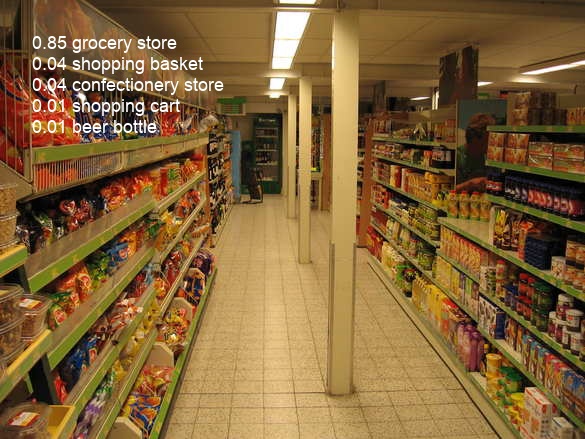 0.85 grocery store
0.04 shopping basket
0.04 confectionery store
0.01 shopping cart
0.01 beer bottle